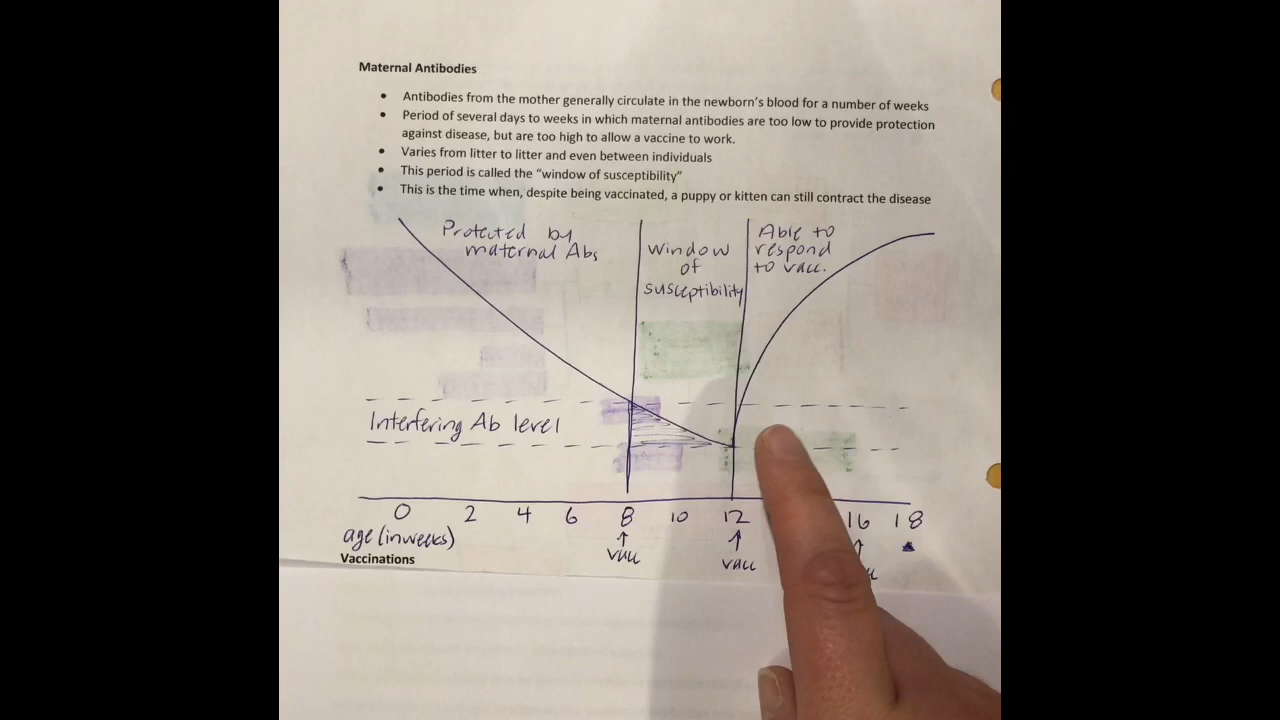 Maternal Antibodies
• Antibodies from the mother generally circulate in the newborn's blood for a number of weeks
• Period of several days to weeks in which maternal antibodies are too low to provide protection
against disease, but are too high to allow a vaccine to work.
• Varies from litter to litter and even between individuals
• This period is called the "window of susceptibility"
• This is the time when, despite being vaccinated, a puppy or kitten can still contract the disease
Protected by
maternal Abs
Window
of
susceptibility
Able to
respond
to vacc.
Interfering Ab level
0 2 4 6 8 10 12 16 18
age (in weeks)
vacc
vacc
Vaccinations